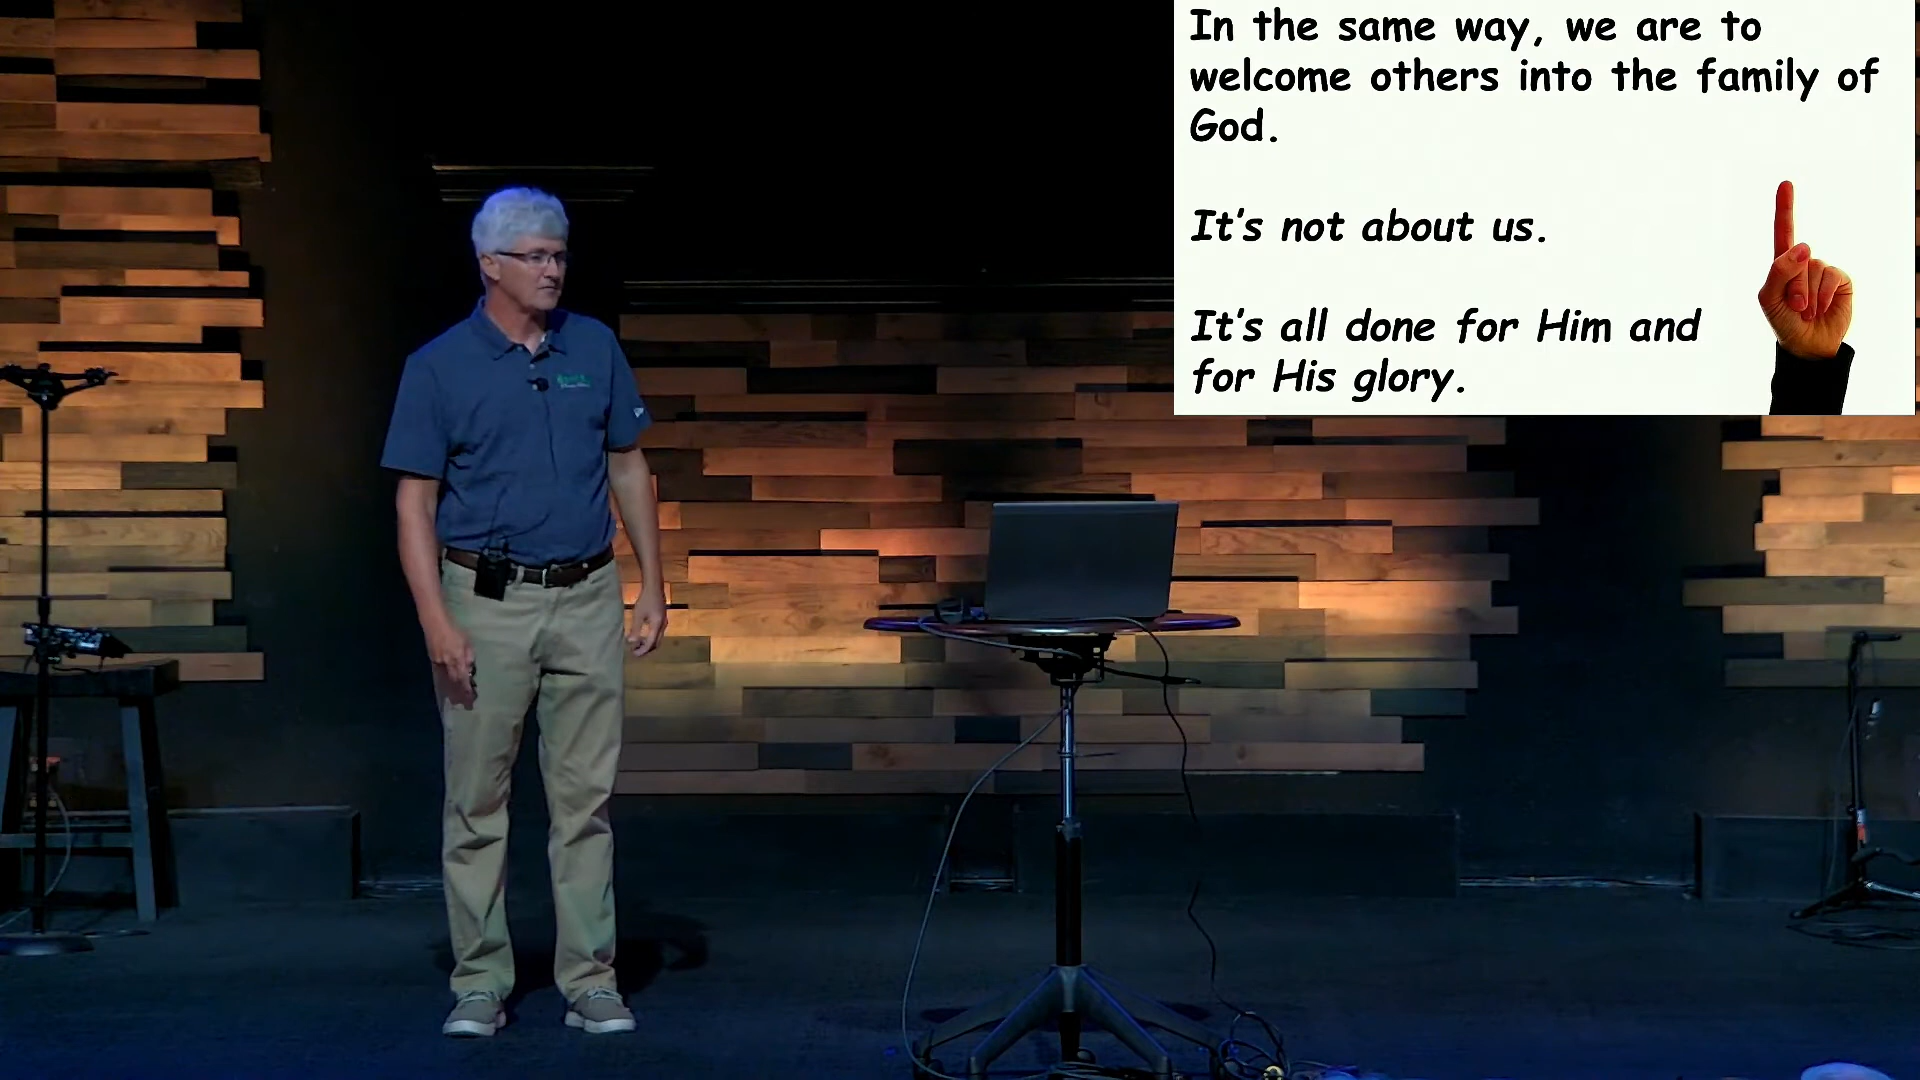 In the same way, we are to
welcome others into the family of
God.
It's not about us.
It's all done for Him and
for His glory.